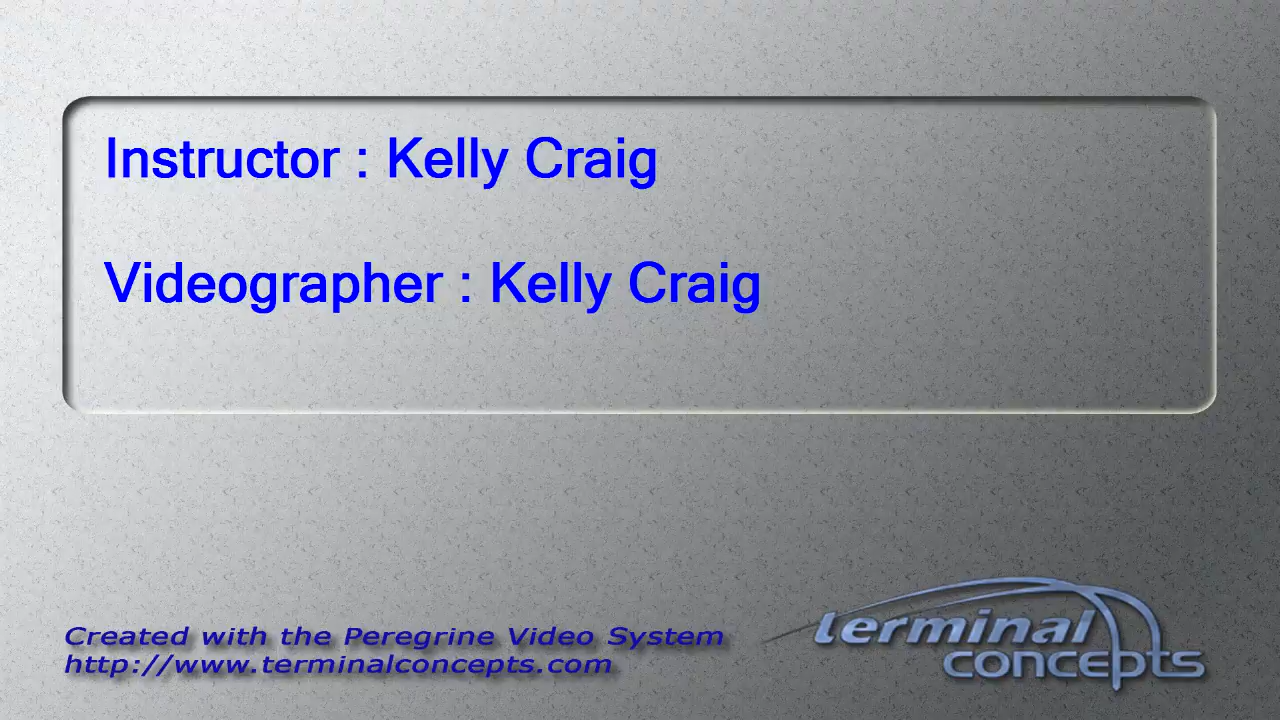 Instructor : Kelly Craig
Videographer : Kelly Craig
Created with the Peregrine Video System
http://www.terminalconcepts.com
terminal
concepts